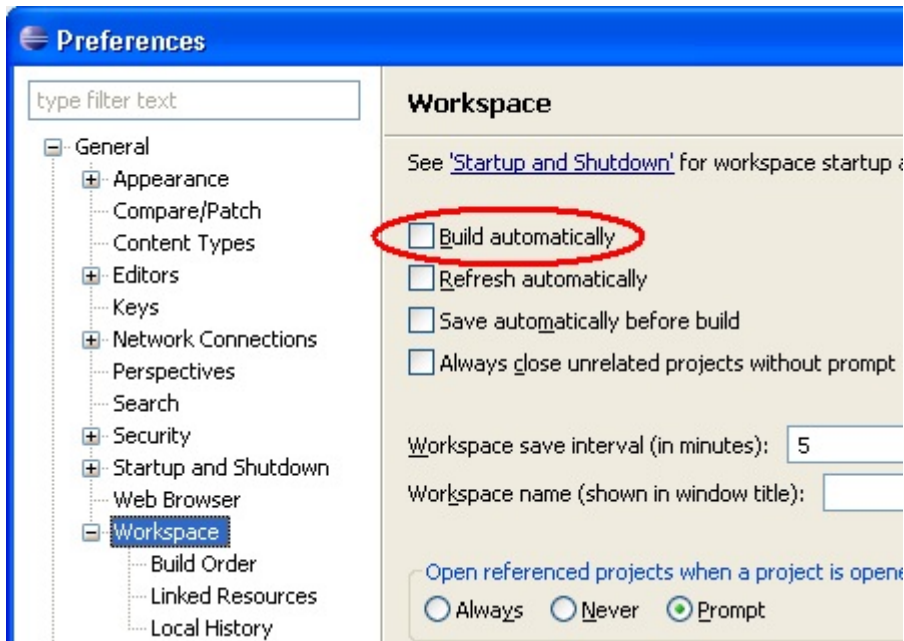 Preferences
type filter text
General
Appearance
Compare/Patch
Content Types
Editors
Keys
Network Connections
Perspectives
Search
Security
Startup and Shutdown
Web Browser
Workspace
Build Order
Linked Resources
Local History
Workspace
See 'Startup and Shutdown' for workspace startup a
Build automatically
Refresh automatically
Save automatically before build
Always close unrelated projects without prompt
Workspace save interval (in minutes): 5
Workspace name (shown in window title):
Open referenced projects when a project is opene
Always Never Prompt